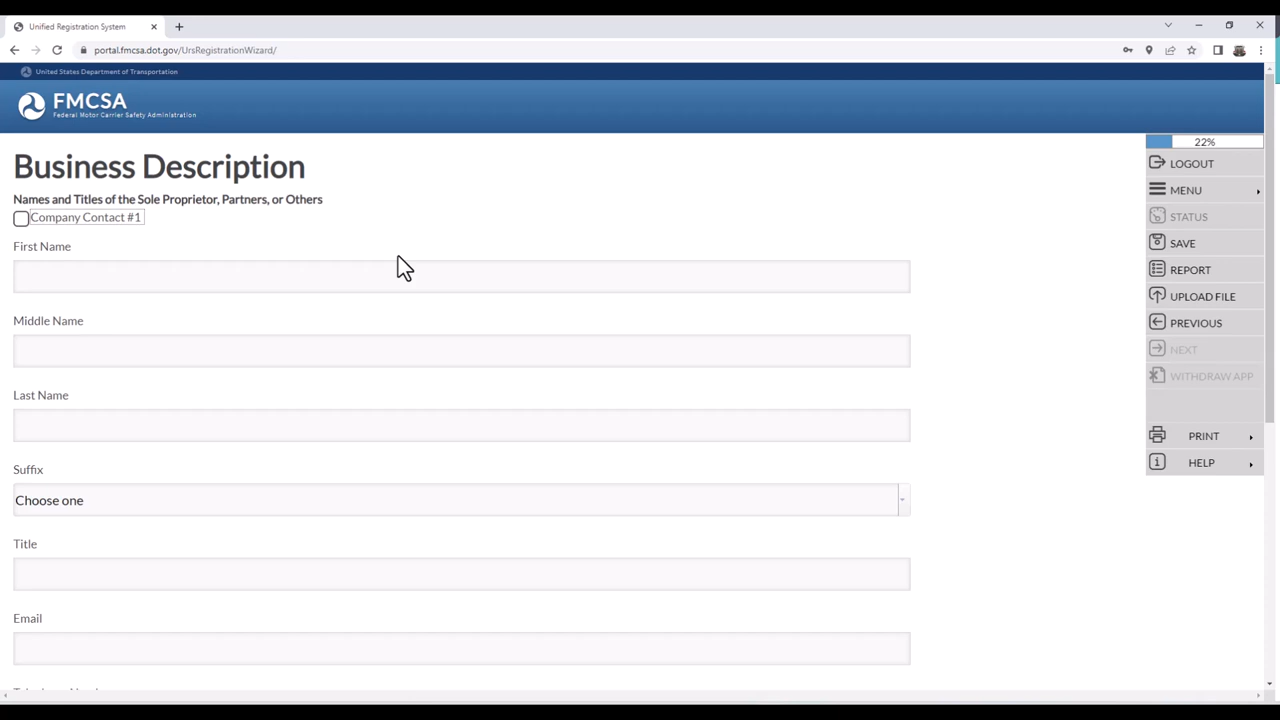 Unified Registration System
portal.fmcsa.dot.gov/UrsRegistrationWizard/
United States Department of Transportation
FMCSA
Federal Motor Carrier Safety Administration
22%
LOGOUT
MENU
STATUS
SAVE
REPORT
UPLOAD FILE
PREVIOUS
NEXT
WITHDRAW APP
PRINT
HELP
Business Description
Names and Titles of the Sole Proprietor, Partners, or Others
Company Contact #1
First Name
Middle Name
Last Name
Suffix
Choose one
Title
Email